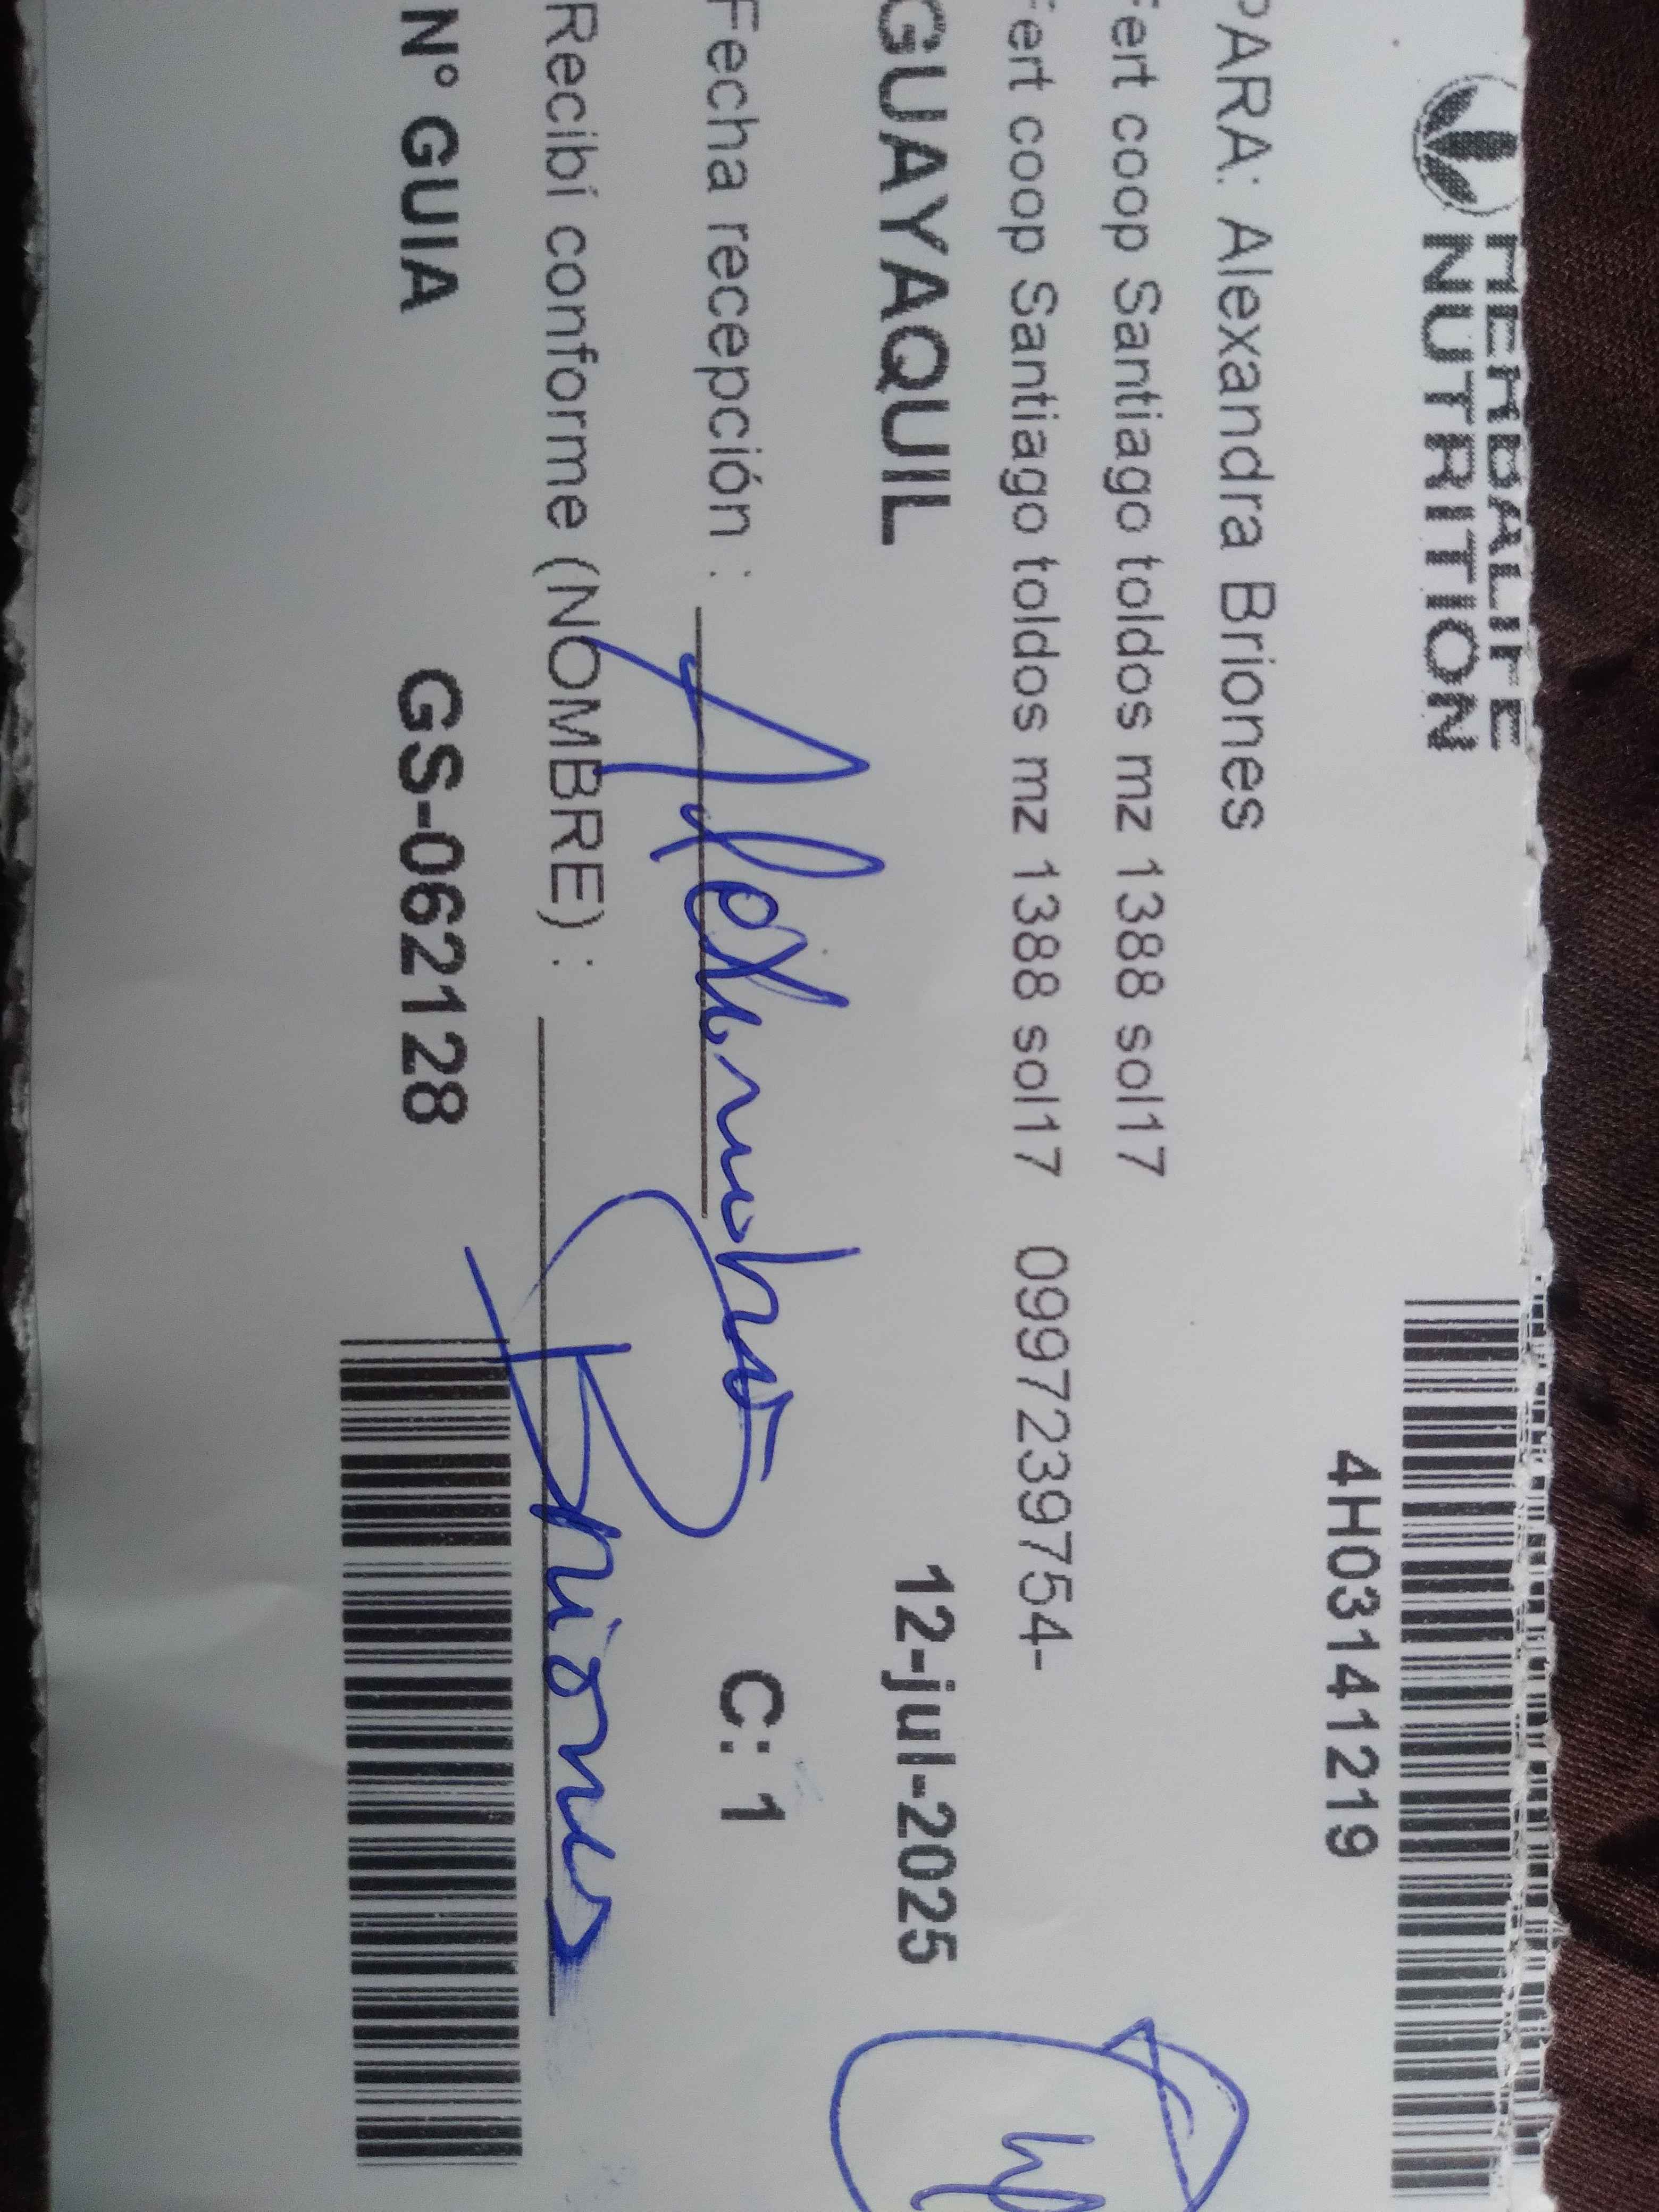 HERBALIFE
NUTRITION
4H03141219
PARA: Alexandra Briones
Fert coop Santiago toldos mz 1388 sol17
Fert coop Santiago toldos mz 1388 sol17 0997239754-
GUAYAQUIL 12-jul-2025
Fecha recepción : C: 1
Alexandra
Recibí conforme (NOMBRE) : Briones
N° GUIA GS-062128